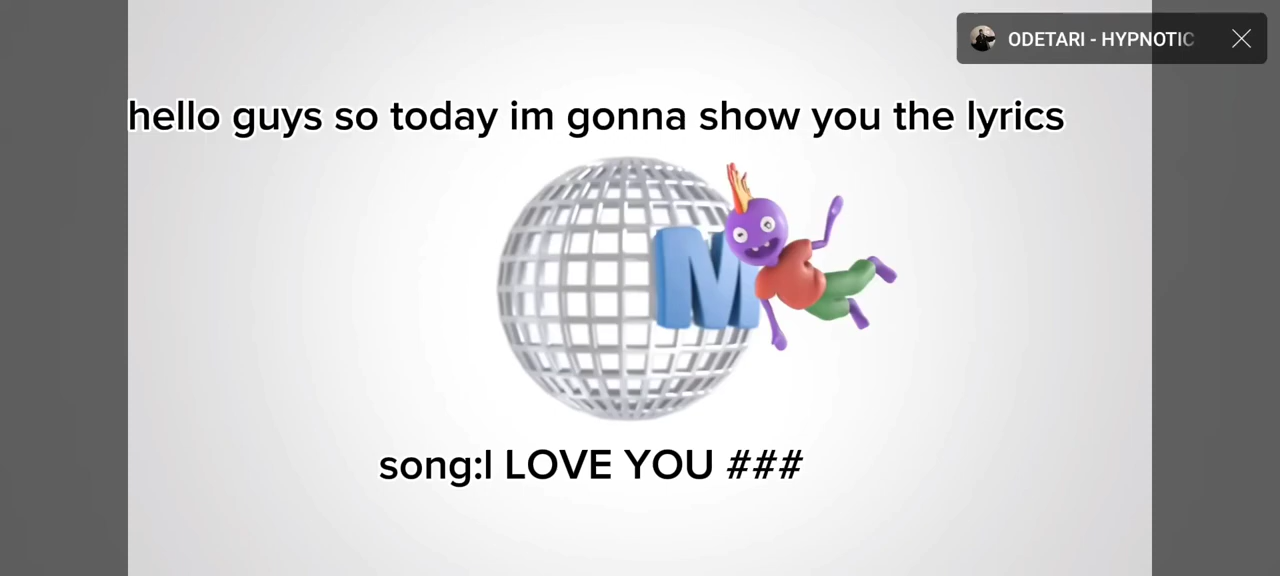 ODETARI - HYPNOTIC
hello guys so today im gonna show you the lyrics
M
song:I LOVE YOU ###